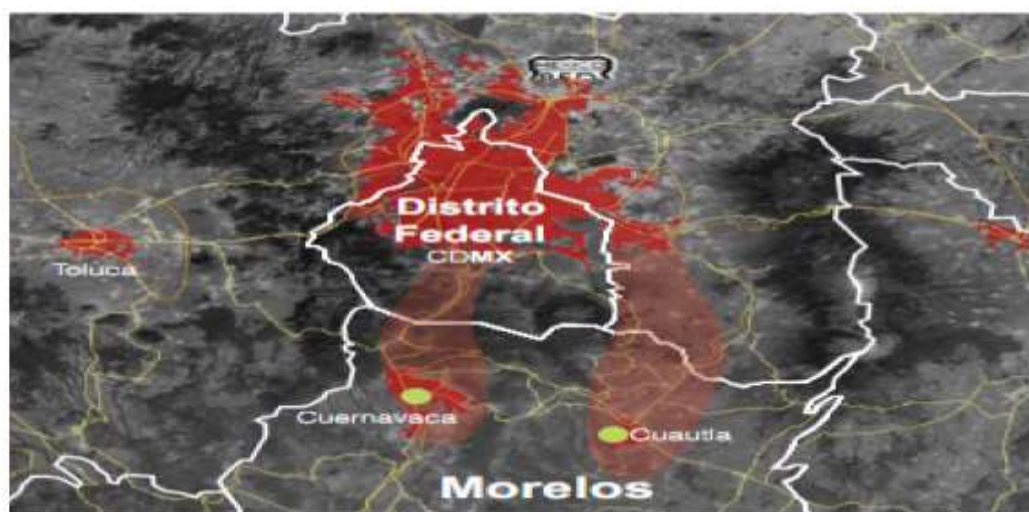 Distrito
Federal
CDMX
Toluca
Cuernavaca
Cuautla
Morelos